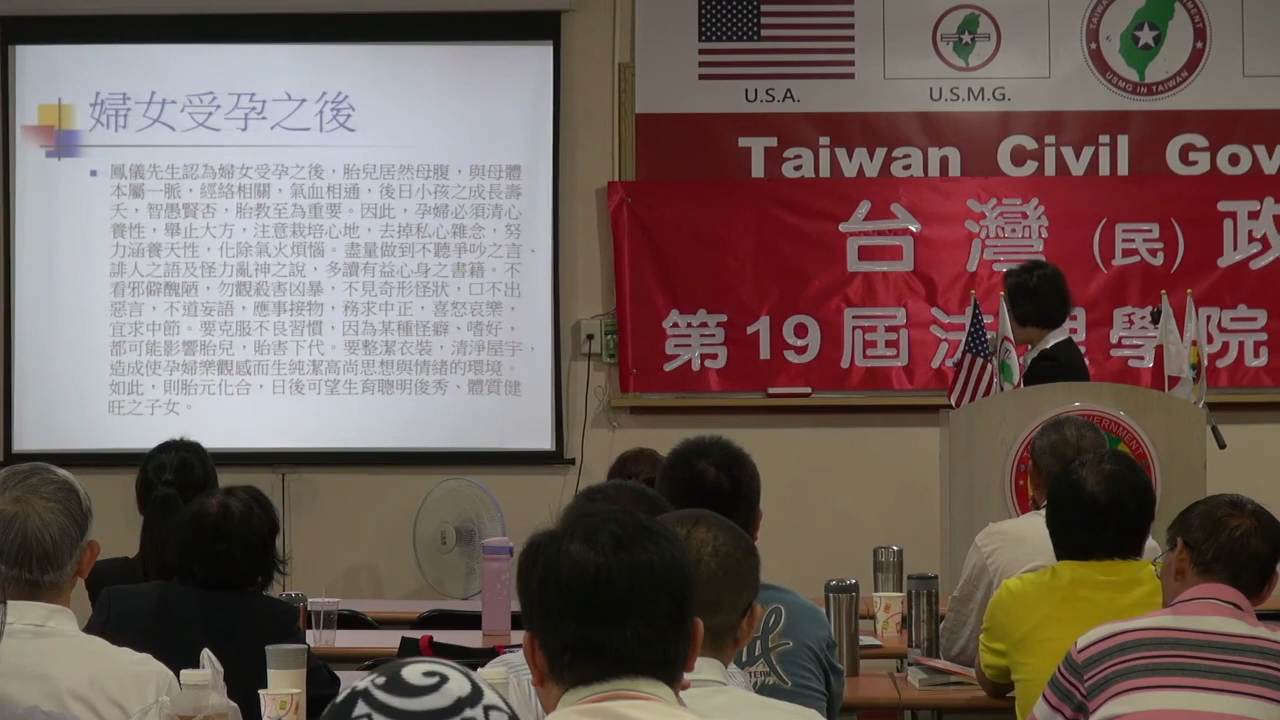 婦女受孕之後
鳳儀先生認為婦女受孕之後，胎兒居然母腹，與母體
本屬一脈，經絡相關，氣血相通，後日小孩之成長壽
夭，智愚賢否，胎教至為重要。因此，孕婦必須清心
養性，舉止大方，注意栽培心地，去掉私心雜念，努
力涵養天性，化除氣火煩惱。盡量做到不聽爭吵之言、
誹人之語及怪力亂神之說，多讀有益心身之書籍。不
看邪僻醜陋，勿觀殺害凶暴，不見奇形怪狀，口不出
惡言，不道妄語，應事接物，務求中正，喜怒哀樂，
宜求中節。要克服不良習慣，因為某種怪癖、嗜好，
都可能影響胎兒，貽害下代。要整潔衣裝，清淨屋宇，
造成使孕婦樂觀感而生純潔高尚思想與情緒的環境。
如此，則胎元化合，日後可望生育聰明俊秀、體質健
旺之子女。
U.S.A.
U.S.M.G.
USMG IN TAIWAN
Taiwan Civil Gov
台灣(民)政
第19屆法理學院
GOVERNMENT
TEAM